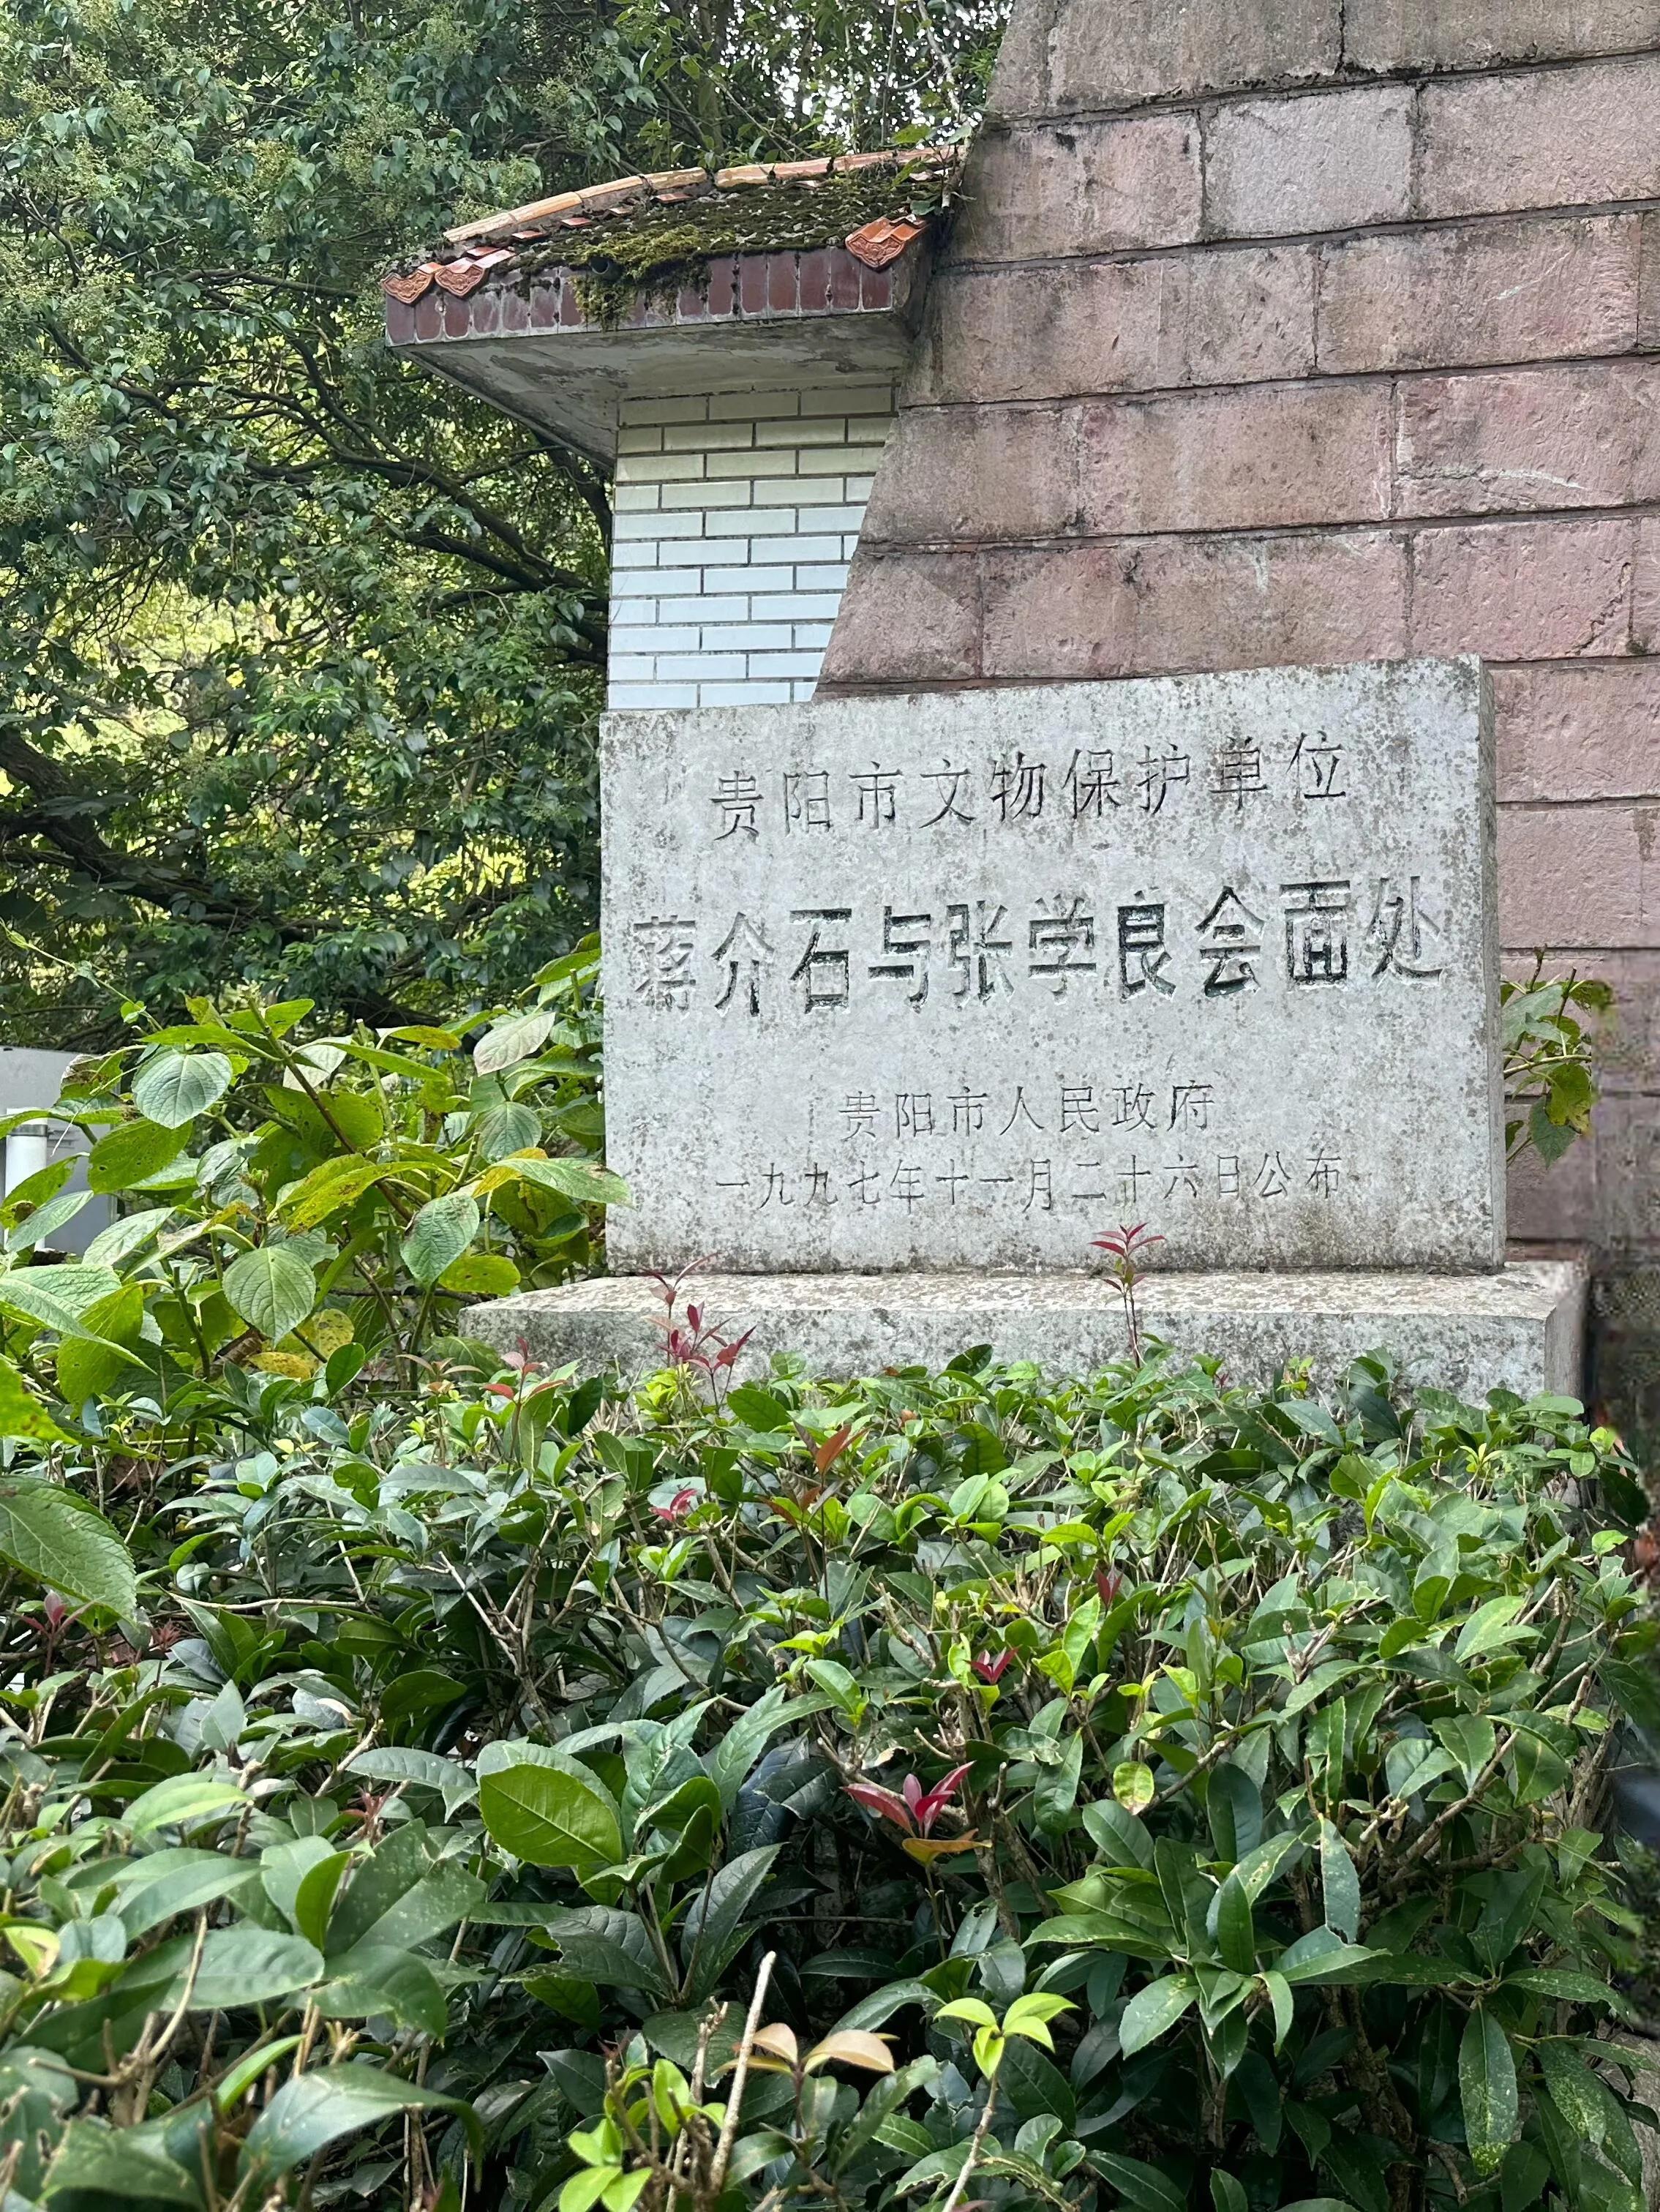 贵阳市文物保护单位
蒋介石与张学良会面处
贵阳市人民政府
一九九七年十一月二十六日公布